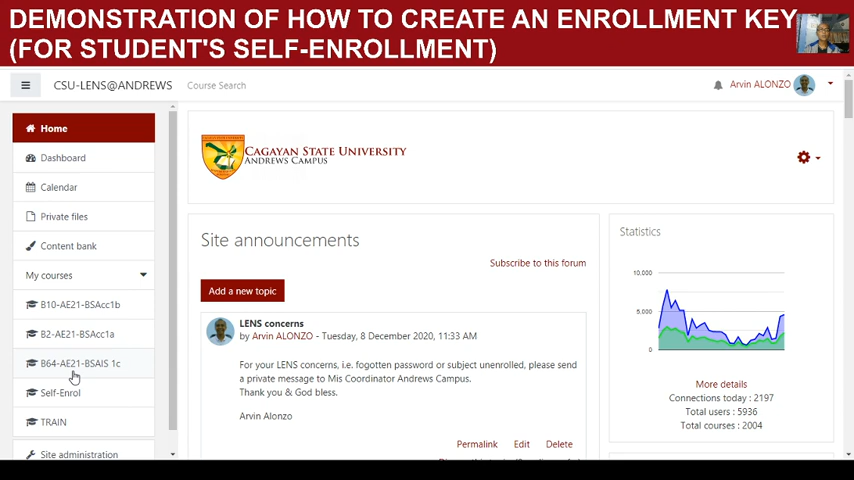 DEMONSTRATION OF HOW TO CREATE AN ENROLLMENT KEY
(FOR STUDENT'S SELF-ENROLLMENT)
CSU-LENS@ANDREWS
Course Search
Arvin ALONZO
Home
Dashboard
Calendar
Private files
Content bank
My courses
B10-AE21-BSAcc1b
B2-AE21-BSAcc1a
B64-AE21-BSAIS 1c
Self-Enrol
TRAIN
Site administration
CAGAYAN STATE UNIVERSITY
ANDREWS CAMPUS
Site announcements
Subscribe to this forum
Add a new topic
LENS concerns
by Arvin ALONZO - Tuesday, 8 December 2020, 11:33 AM
For your LENS concerns, i.e. fogotten password or subject unenrolled, please send
a private message to Mis Coordinator Andrews Campus.
Thank you & God bless.
Arvin Alonzo
Permalink Edit Delete
Statistics
10,000
5,000
0
More details
Connections today : 2197
Total users : 5936
Total courses : 2004